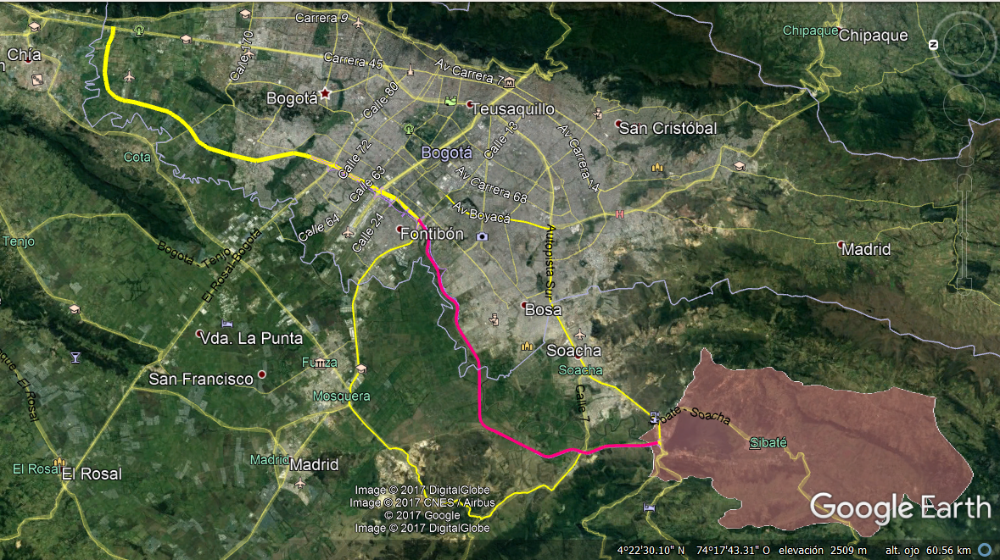 Carrera 9
Chipaque
Chipaque
Chía
Calle 170
Carrera 45
Av Carrera 7
Bogotá
Calle 80
Teusaquillo
San Cristóbal
Calle 13
Av Carrera 14
Cota
Calle 72
Bogotá
Calle 63
Av Carrera 68
Av Boyacá
Calle 64
Calle 24
Fontibón
Tenjo
Bogotá - Tenjo
El Rosal-Bogota
Autopista Sur
Madrid
Bosa
Vda. La Punta
Soacha
Soacha
Funza
San Francisco
Mosquera
Calle 7
El Rosal
Sibate - Soacha
Sibaté
Madrid
Madrid
El Rosal
El Rosal
Image © 2017 DigitalGlobe
Image © 2017 CNES / Airbus
© 2017 Google
Image © 2017 DigitalGlobe
Google Earth
4°22'30.10" N 74°17'43.31" O elevación 2509 m alt. ojo 60.56 km